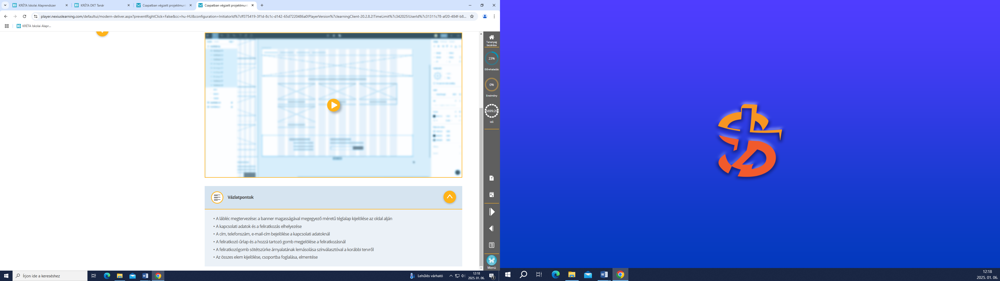 KRÉTA Iskolai Alaprendszer
KRÉTA DKT Tanár
Csapatban végzett projektmun
Csapatban végzett projektmun
player.nexiuslearning.com/defaultui/modern-deliver.aspx?preventRightClick=False&cc=hu-HU&configuration=InitiatorId%7cff375419-3f1d-8c1c-d142-65d7220486a0!PlayerVersion%7clearningClient-20.2.8.2!TimeLimit%7c342025!UserId%7c31311c78-af20-484f-b8...
KRÉTA Iskolai Alapr...
Tananyag
bezárása
23%
Előrehaladás
0%
Eredmény
5699:20
Idő
Vázlatpontok
• A lábléc megtervezése: a banner magasságával megegyező méretű téglalap kijelölése az oldal alján
• A kapcsolati adatok és a feliratkozás elhelyezése
• A cím, telefonszám, e-mail-cím bejelölése a kapcsolati adatoknál
• A feliratkozó űrlap és a hozzá tartozó gomb megjelölése a feliratkozásnál
• A feliratkozógomb sötétszürke árnyalatának lemásolása színválasztóval a korábbi tervről
• Az összes elem kijelölése, csoportba foglalása, elmentése
Menü
Írjon ide a kereséshez
Lehűlés várható
12:18
2025. 01. 06.
1
12:18
2025. 01. 06.